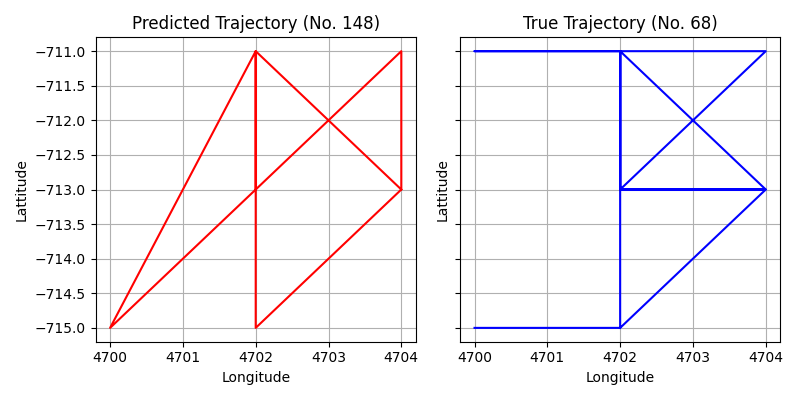 Predicted Trajectory (No. 148)
True Trajectory (No. 68)
−711.0
−711.5
−712.0
−712.5
−713.0
−713.5
−714.0
−714.5
−715.0
Lattitude
Lattitude
4700 4701 4702 4703 4704
4700 4701 4702 4703 4704
Longitude
Longitude